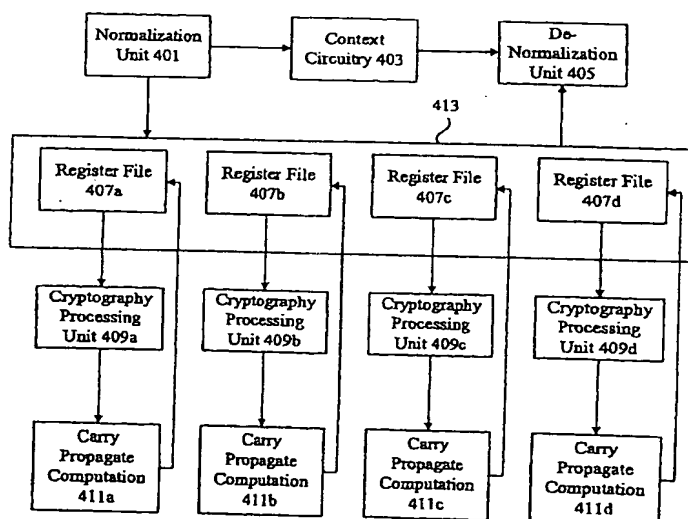 Normalization
Unit 401
Context
Circuitry 403
De-
Normalization
Unit 405
413
Register File
407a
Register File
407b
Register File
407c
Register File
407d
Cryptography
Processing
Unit 409a
Cryptography
Processing
Unit 409b
Cryptography
Processing
Unit 409c
Cryptography
Processing
Unit 409d
Carry
Propagate
Computation
411a
Carry
Propagate
Computation
411b
Carry
Propagate
Computation
411c
Carry
Propagate
Computation
411d